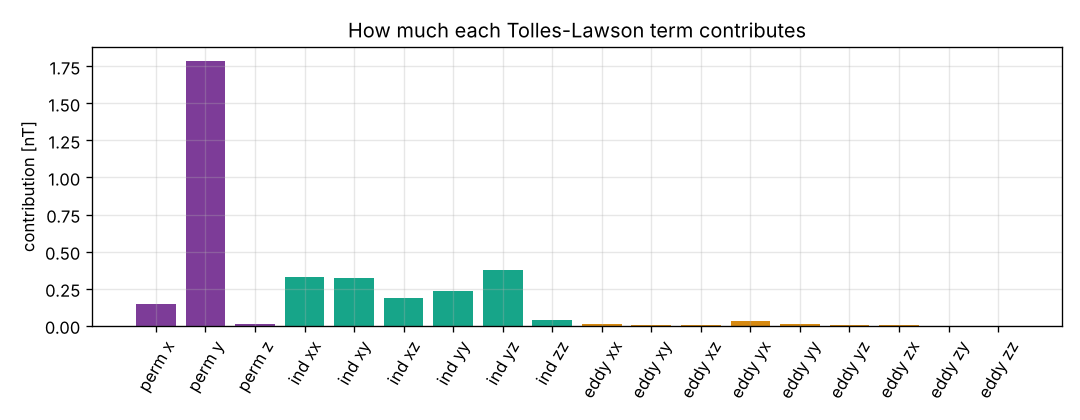 How much each Tolles-Lawson term contributes
contribution [nT]
1.75
1.50
1.25
1.00
0.75
0.50
0.25
0.00
perm x
perm y
perm z
ind xx
ind xy
ind xz
ind yy
ind yz
ind zz
eddy xx
eddy xy
eddy xz
eddy yx
eddy yy
eddy yz
eddy zx
eddy zy
eddy zz